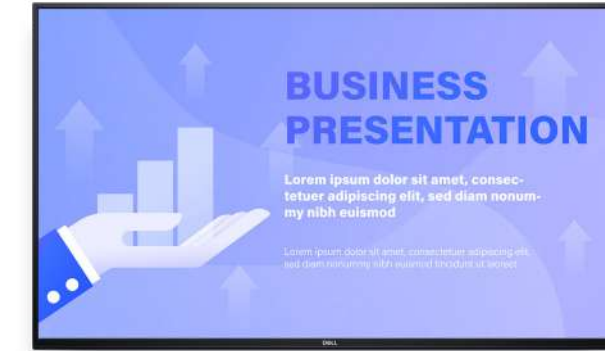 BUSINESS
PRESENTATION
Lorem ipsum dolor sit amet, consec-
tetuer adipiscing elit, sed diam nonum-
my nibh euismod
Lorem ipsum dolor sit amet, consectetuer adipiscing elit,
sed diam nonummy nibh euismod tincidunt ut laoreet
DELL